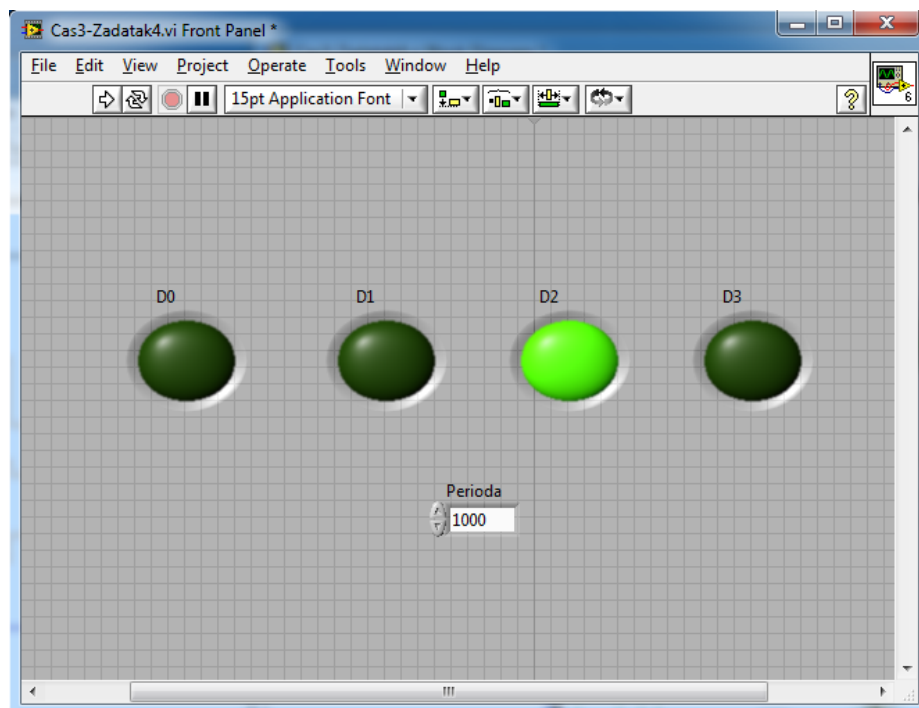 Cas3-Zadatak4.vi Front Panel *
File Edit View Project Operate Tools Window Help
15pt Application Font
6
D0 D1 D2 D3
Perioda
1000